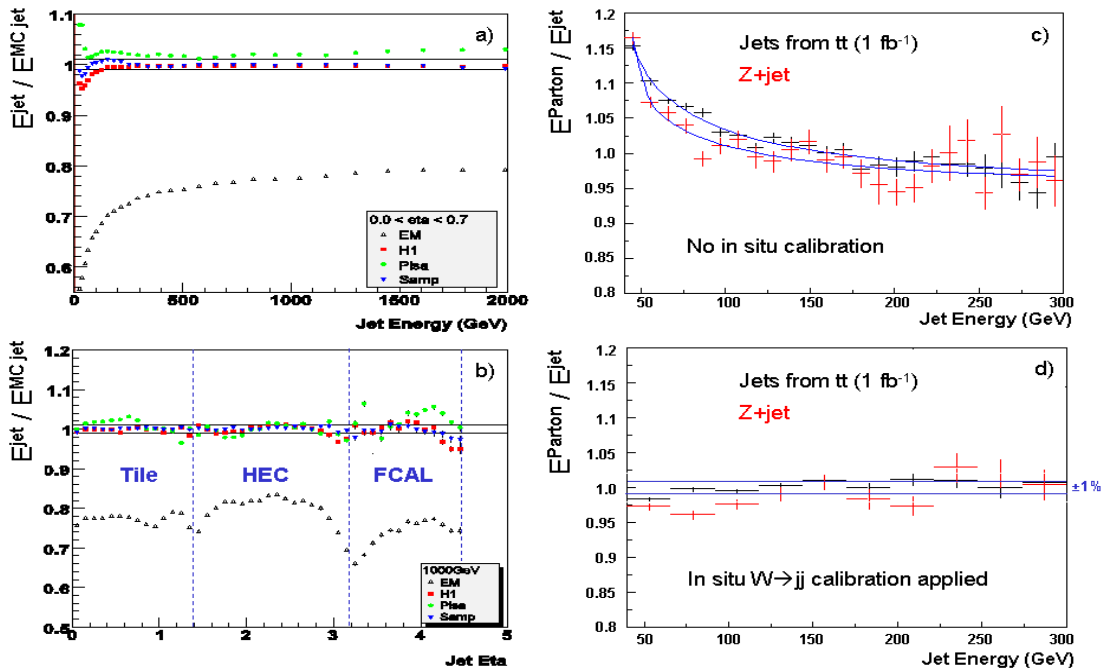 1.1
a)
E^jet / E^MC jet
1
0.9
0.8
0.7
0.6
0.0 < eta < 0.7
EM
H1
Pisa
Samp
0
500
1000
1500
2000
Jet Energy (GeV)
1.2
b)
E^jet / E^MC jet
1.1
1
0.9
Tile
HEC
FCAL
0.8
0.7
0.6
0.5
1000GeV
EM
H1
Pisa
Samp
0
1
2
3
4
5
Jet Eta
1.2
c)
E^Parton / E^jet
Jets from tt (1 fb⁻¹)
Z+jet
1.15
1.1
1.05
1.0
0.95
0.9
No in situ calibration
0.85
0.8
50
100
150
200
250
300
Jet Energy (GeV)
1.2
d)
E^Parton / E^jet
Jets from tt (1 fb⁻¹)
Z+jet
1.15
1.1
1.05
1.0
±1%
0.95
0.9
In situ W→jj calibration applied
0.85
0.8
50
100
150
200
250
300
Jet Energy (GeV)